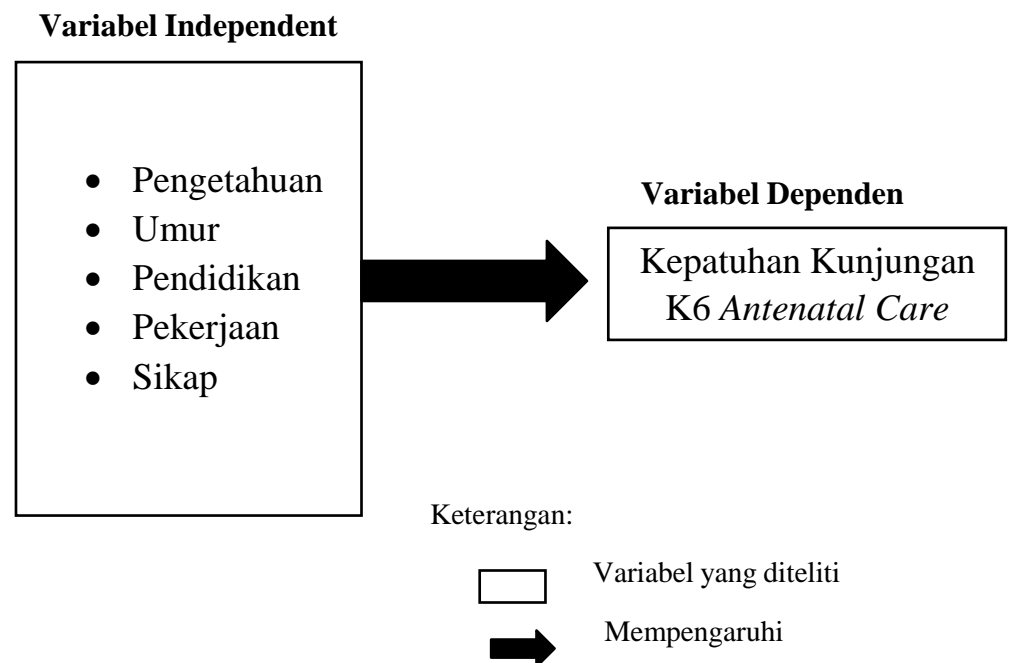 Variabel Independent
• Pengetahuan
• Umur
• Pendidikan
• Pekerjaan
• Sikap
Variabel Dependen
Kepatuhan Kunjungan
K6 Antenatal Care
Keterangan:
Variabel yang diteliti
Mempengaruhi